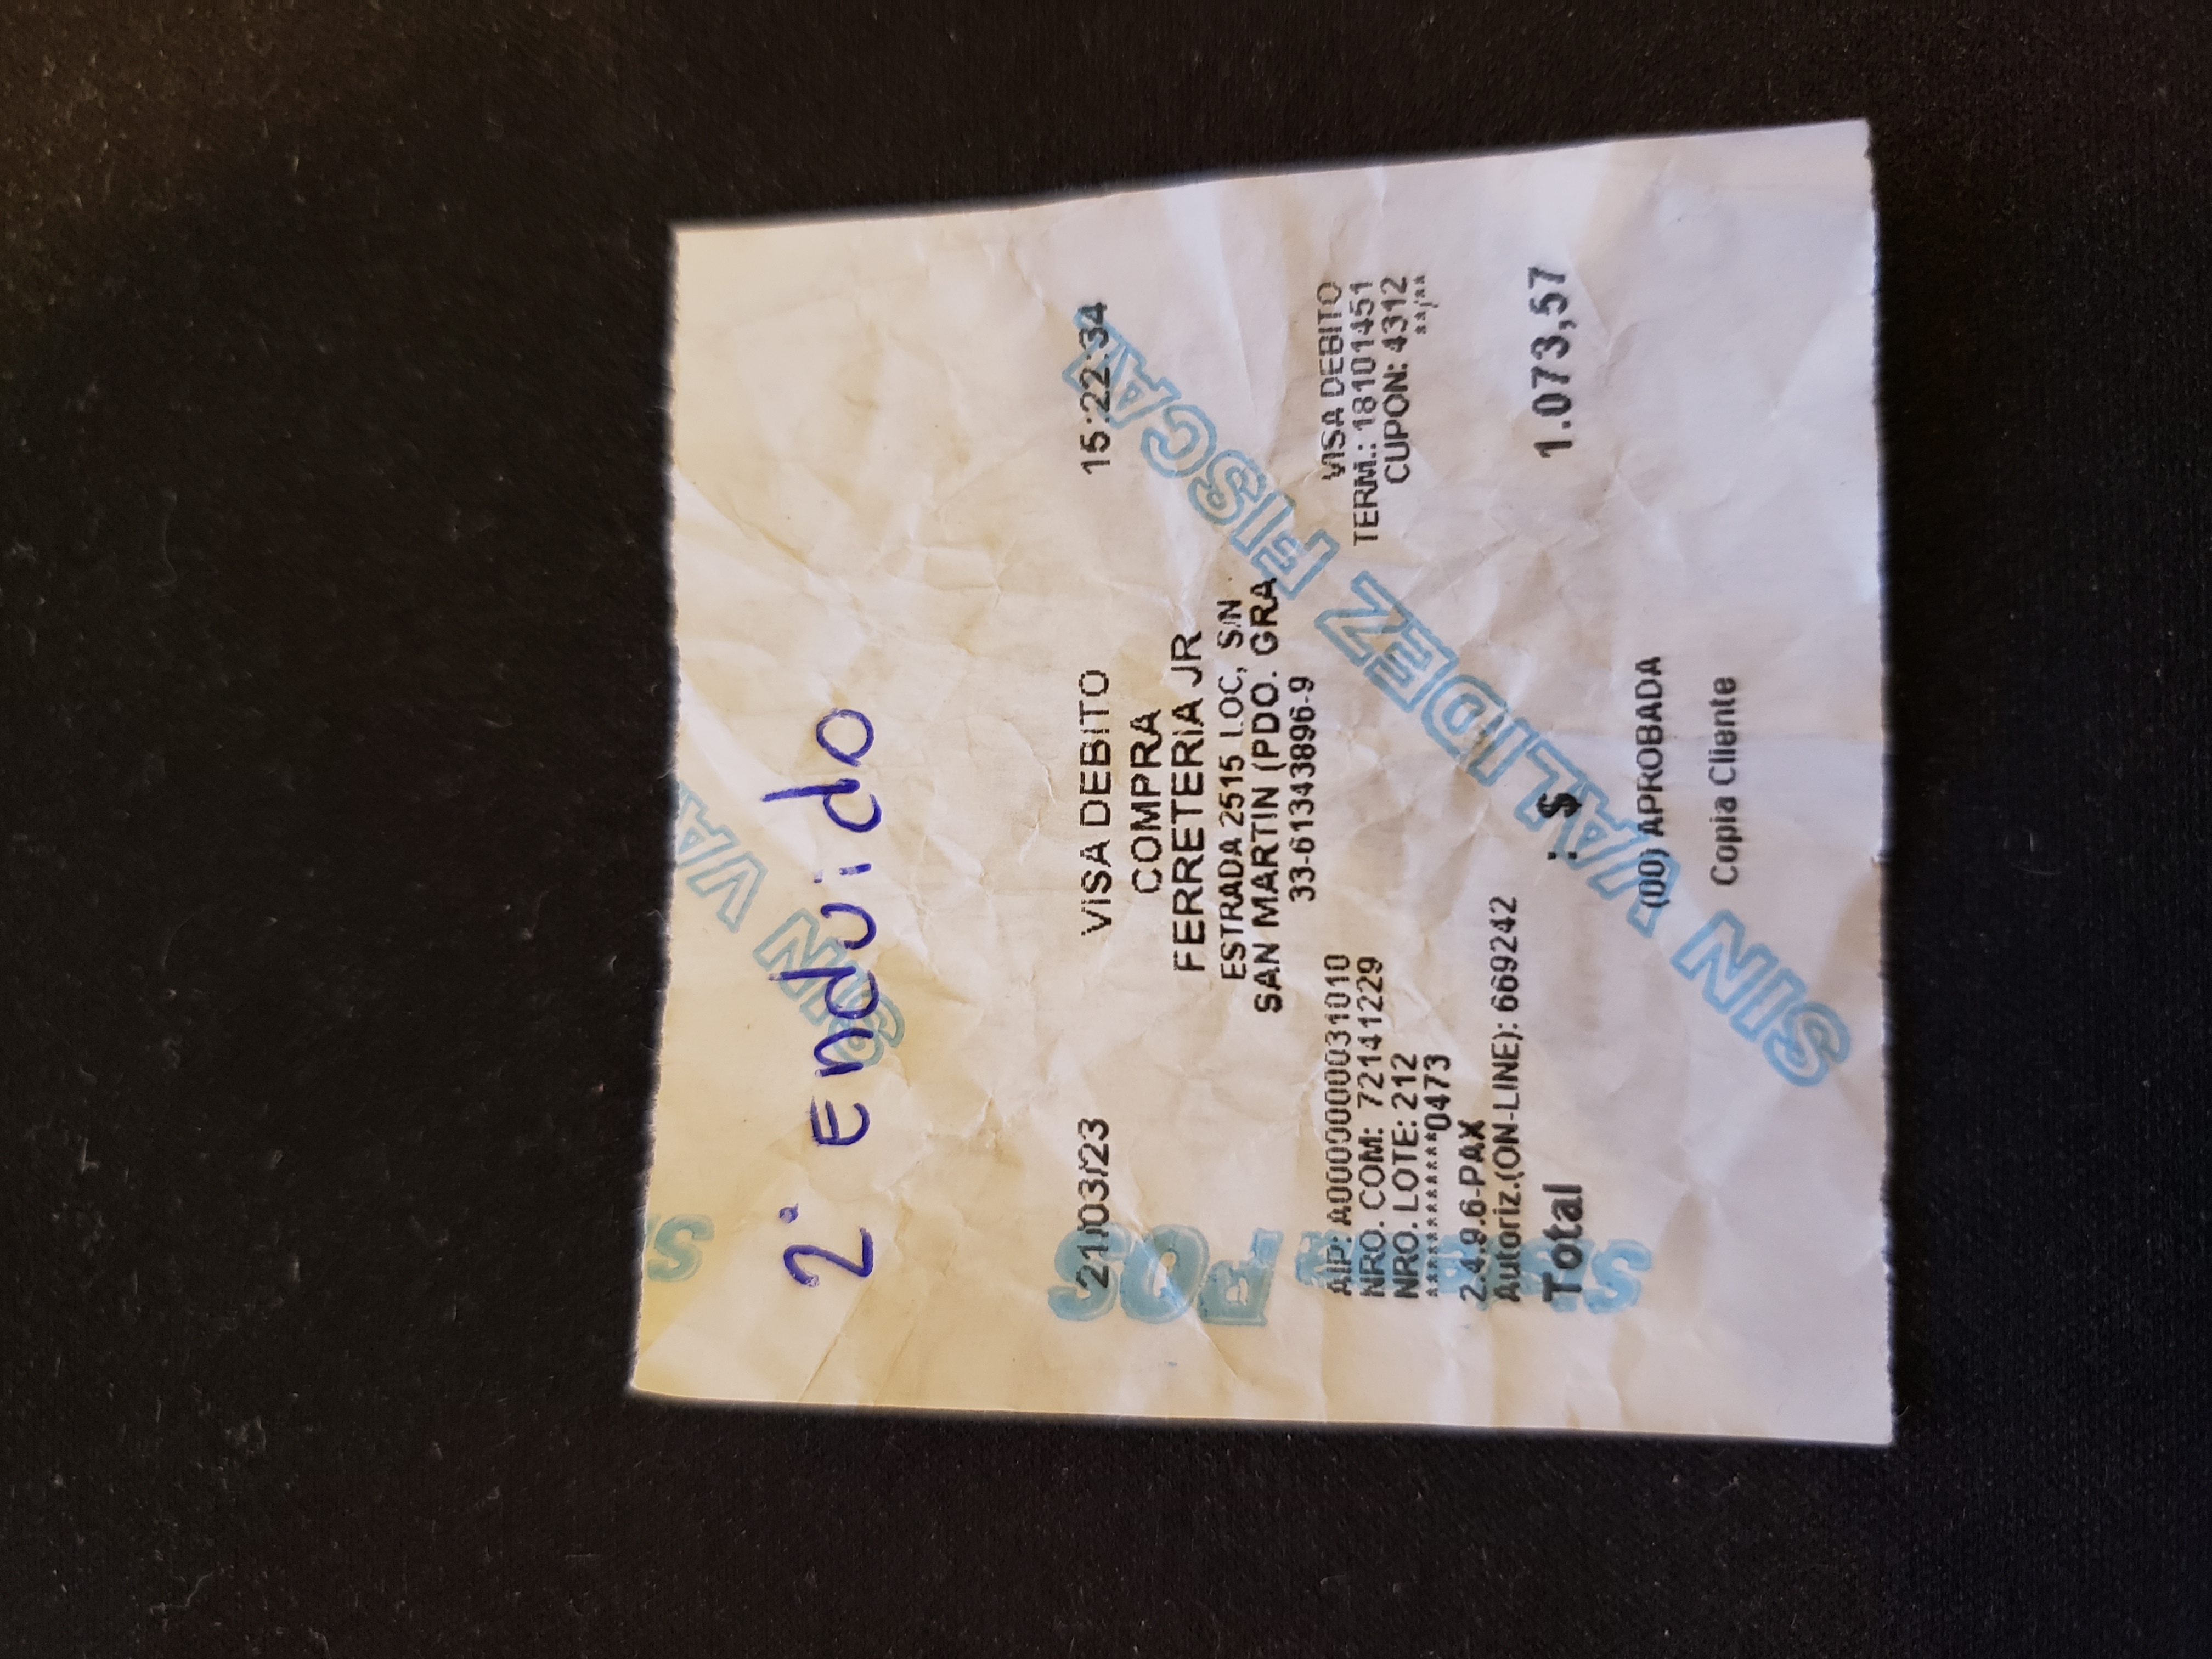 2° Enduido
21/03/23 VISA DEBITO 15:22:34
COMPRA
FERRETERIA JR
ESTRADA 2515 LOC, S/N
SAN MARTIN (PDO. GRA
33-61343896-9
AIP: A0000000031010 VISA DEBITO
NRO. COM: 72141229 TERM.: 18101451
NRO. LOTE: 212 CUPON: 4312
************0473 **/**
2.4.9.6-PAX
Autoriz.(ON-LINE): 669242
Total : $ 1.073,57
(00) APROBADA
Copia Cliente
SIN VA
SIN VALIDEZ FISCAL
POS